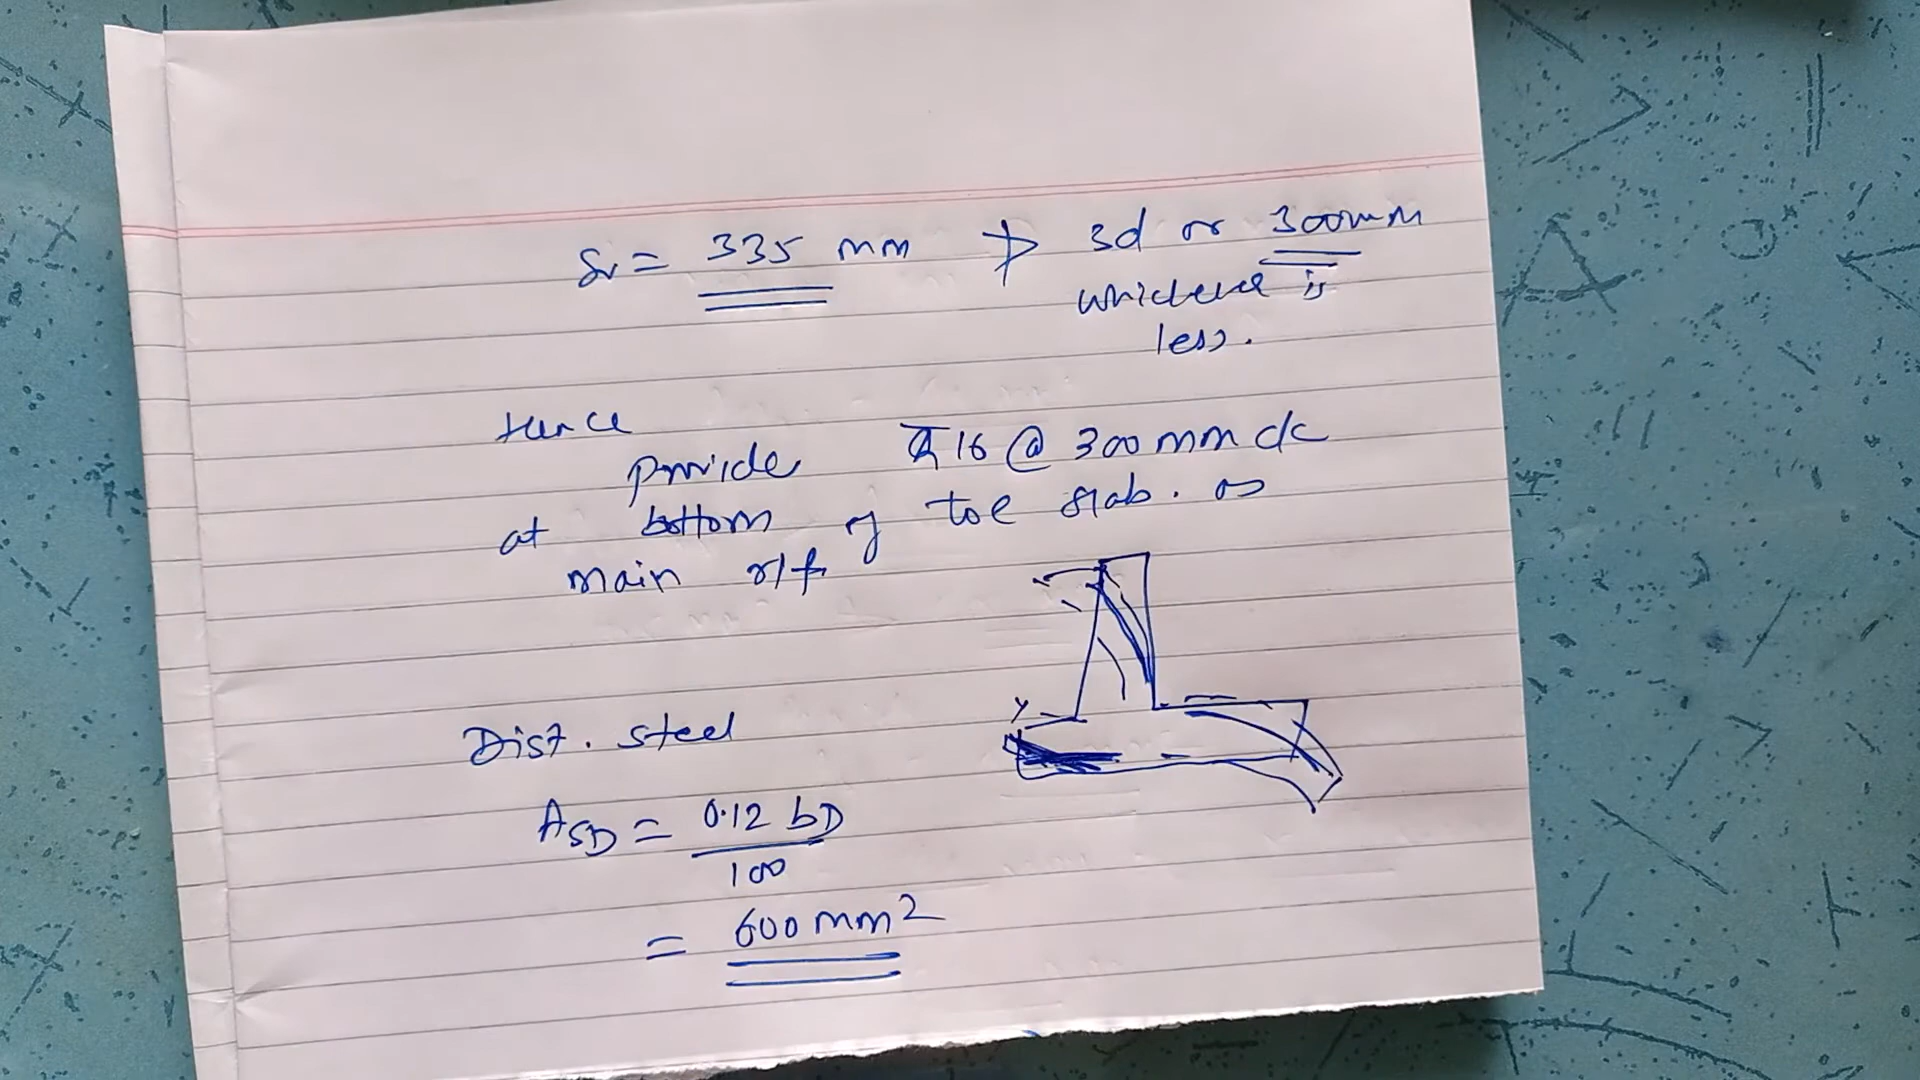 Sv = 335 mm ≯ 3d or 300mm
whichever is
less.
Hence
provide Φ 16 @ 300 mm c/c
at bottom of toe slab. as
main r/f.
Dist. steel
ASD = 0.12 bD
100
= 600 mm2